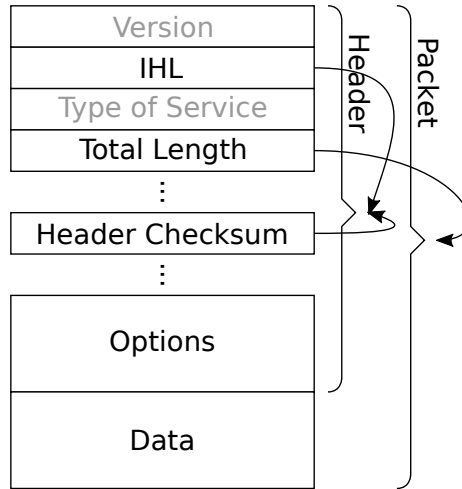 Version
IHL
Type of Service
Total Length
⋮
Header Checksum
⋮
Options
Data
Header
Packet